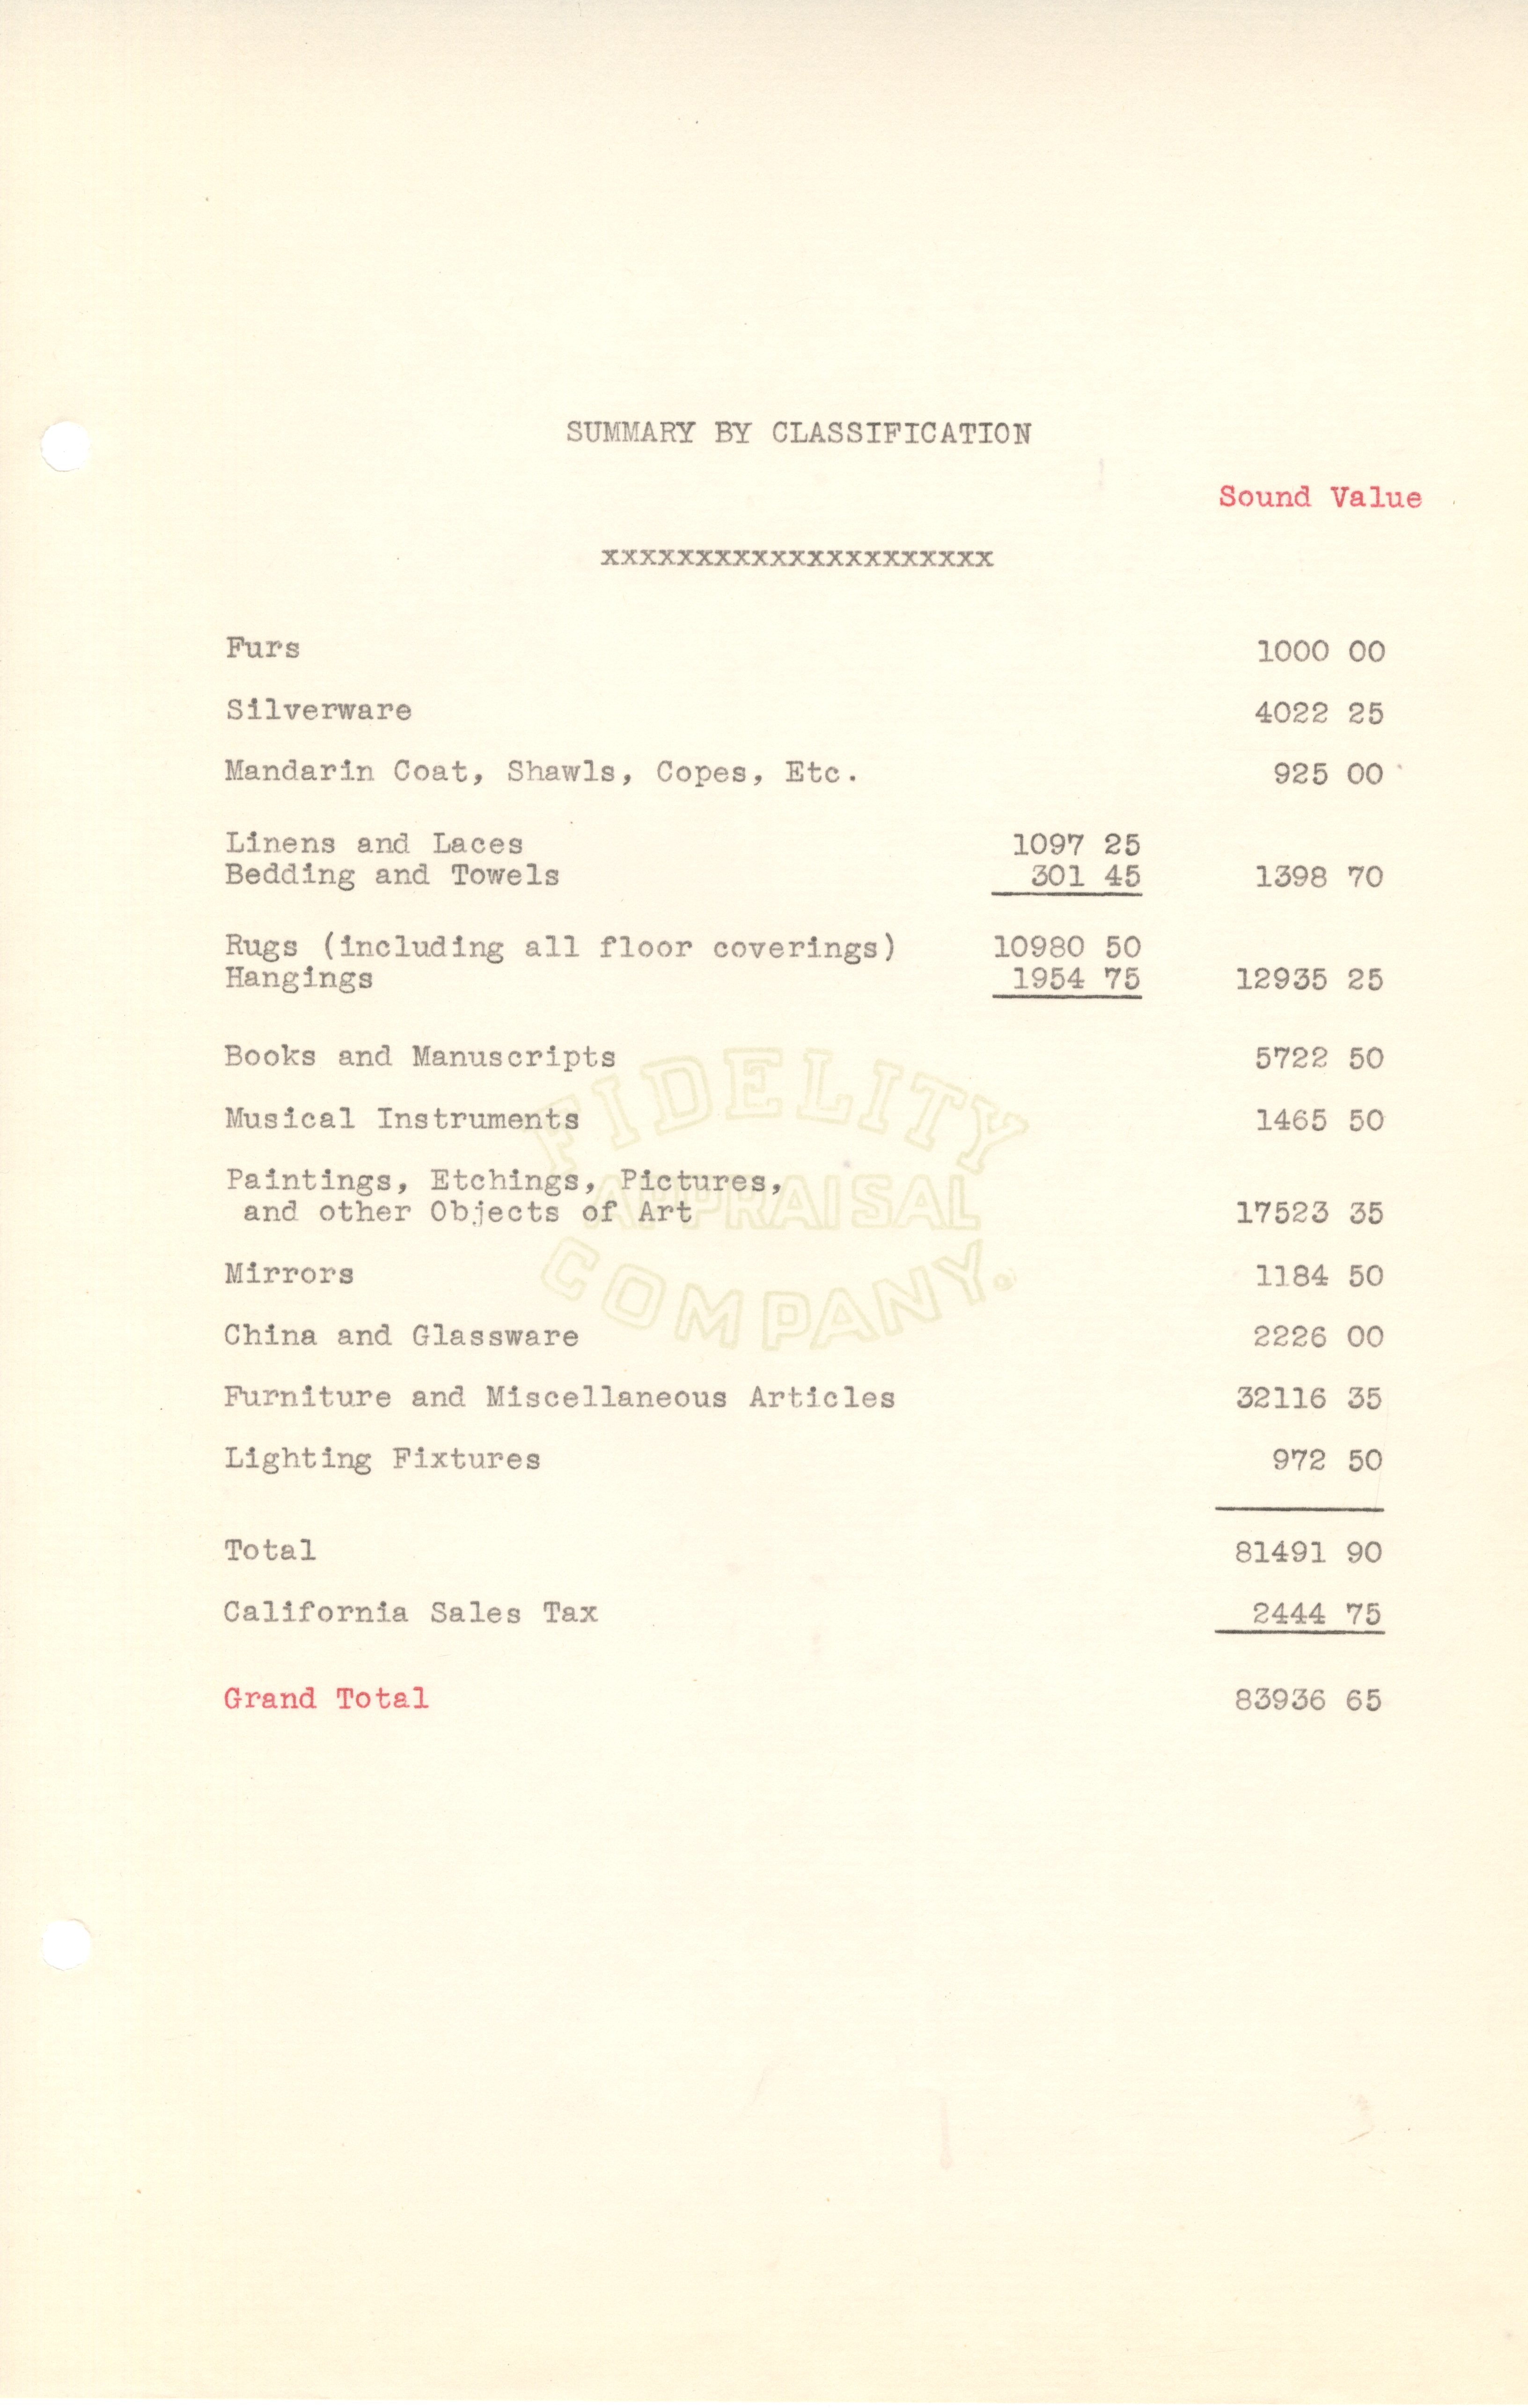 SUMMARY BY CLASSIFICATION
Sound Value
xxxxxxxxxxxxxxxxxxxxx
Furs 1000 00
Silverware 4022 25
Mandarin Coat, Shawls, Copes, Etc. 925 00
Linens and Laces 1097 25
Bedding and Towels 301 45 1398 70
Rugs (including all floor coverings) 10980 50
Hangings 1954 75 12935 25
Books and Manuscripts 5722 50
Musical Instruments 1465 50
Paintings, Etchings, Pictures,
and other Objects of Art 17523 35
Mirrors 1184 50
China and Glassware 2226 00
Furniture and Miscellaneous Articles 32116 35
Lighting Fixtures 972 50
Total 81491 90
California Sales Tax 2444 75
Grand Total 83936 65
FIDELITY
APPRAISAL
COMPANY.